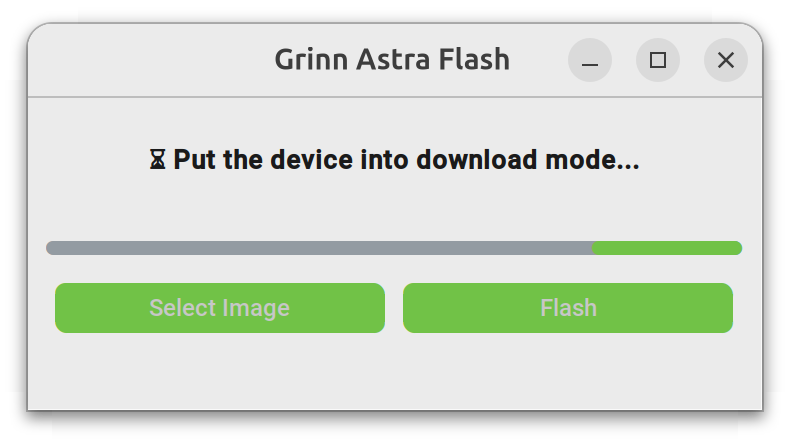 Grinn Astra Flash
⌛ Put the device into download mode...
Select Image
Flash